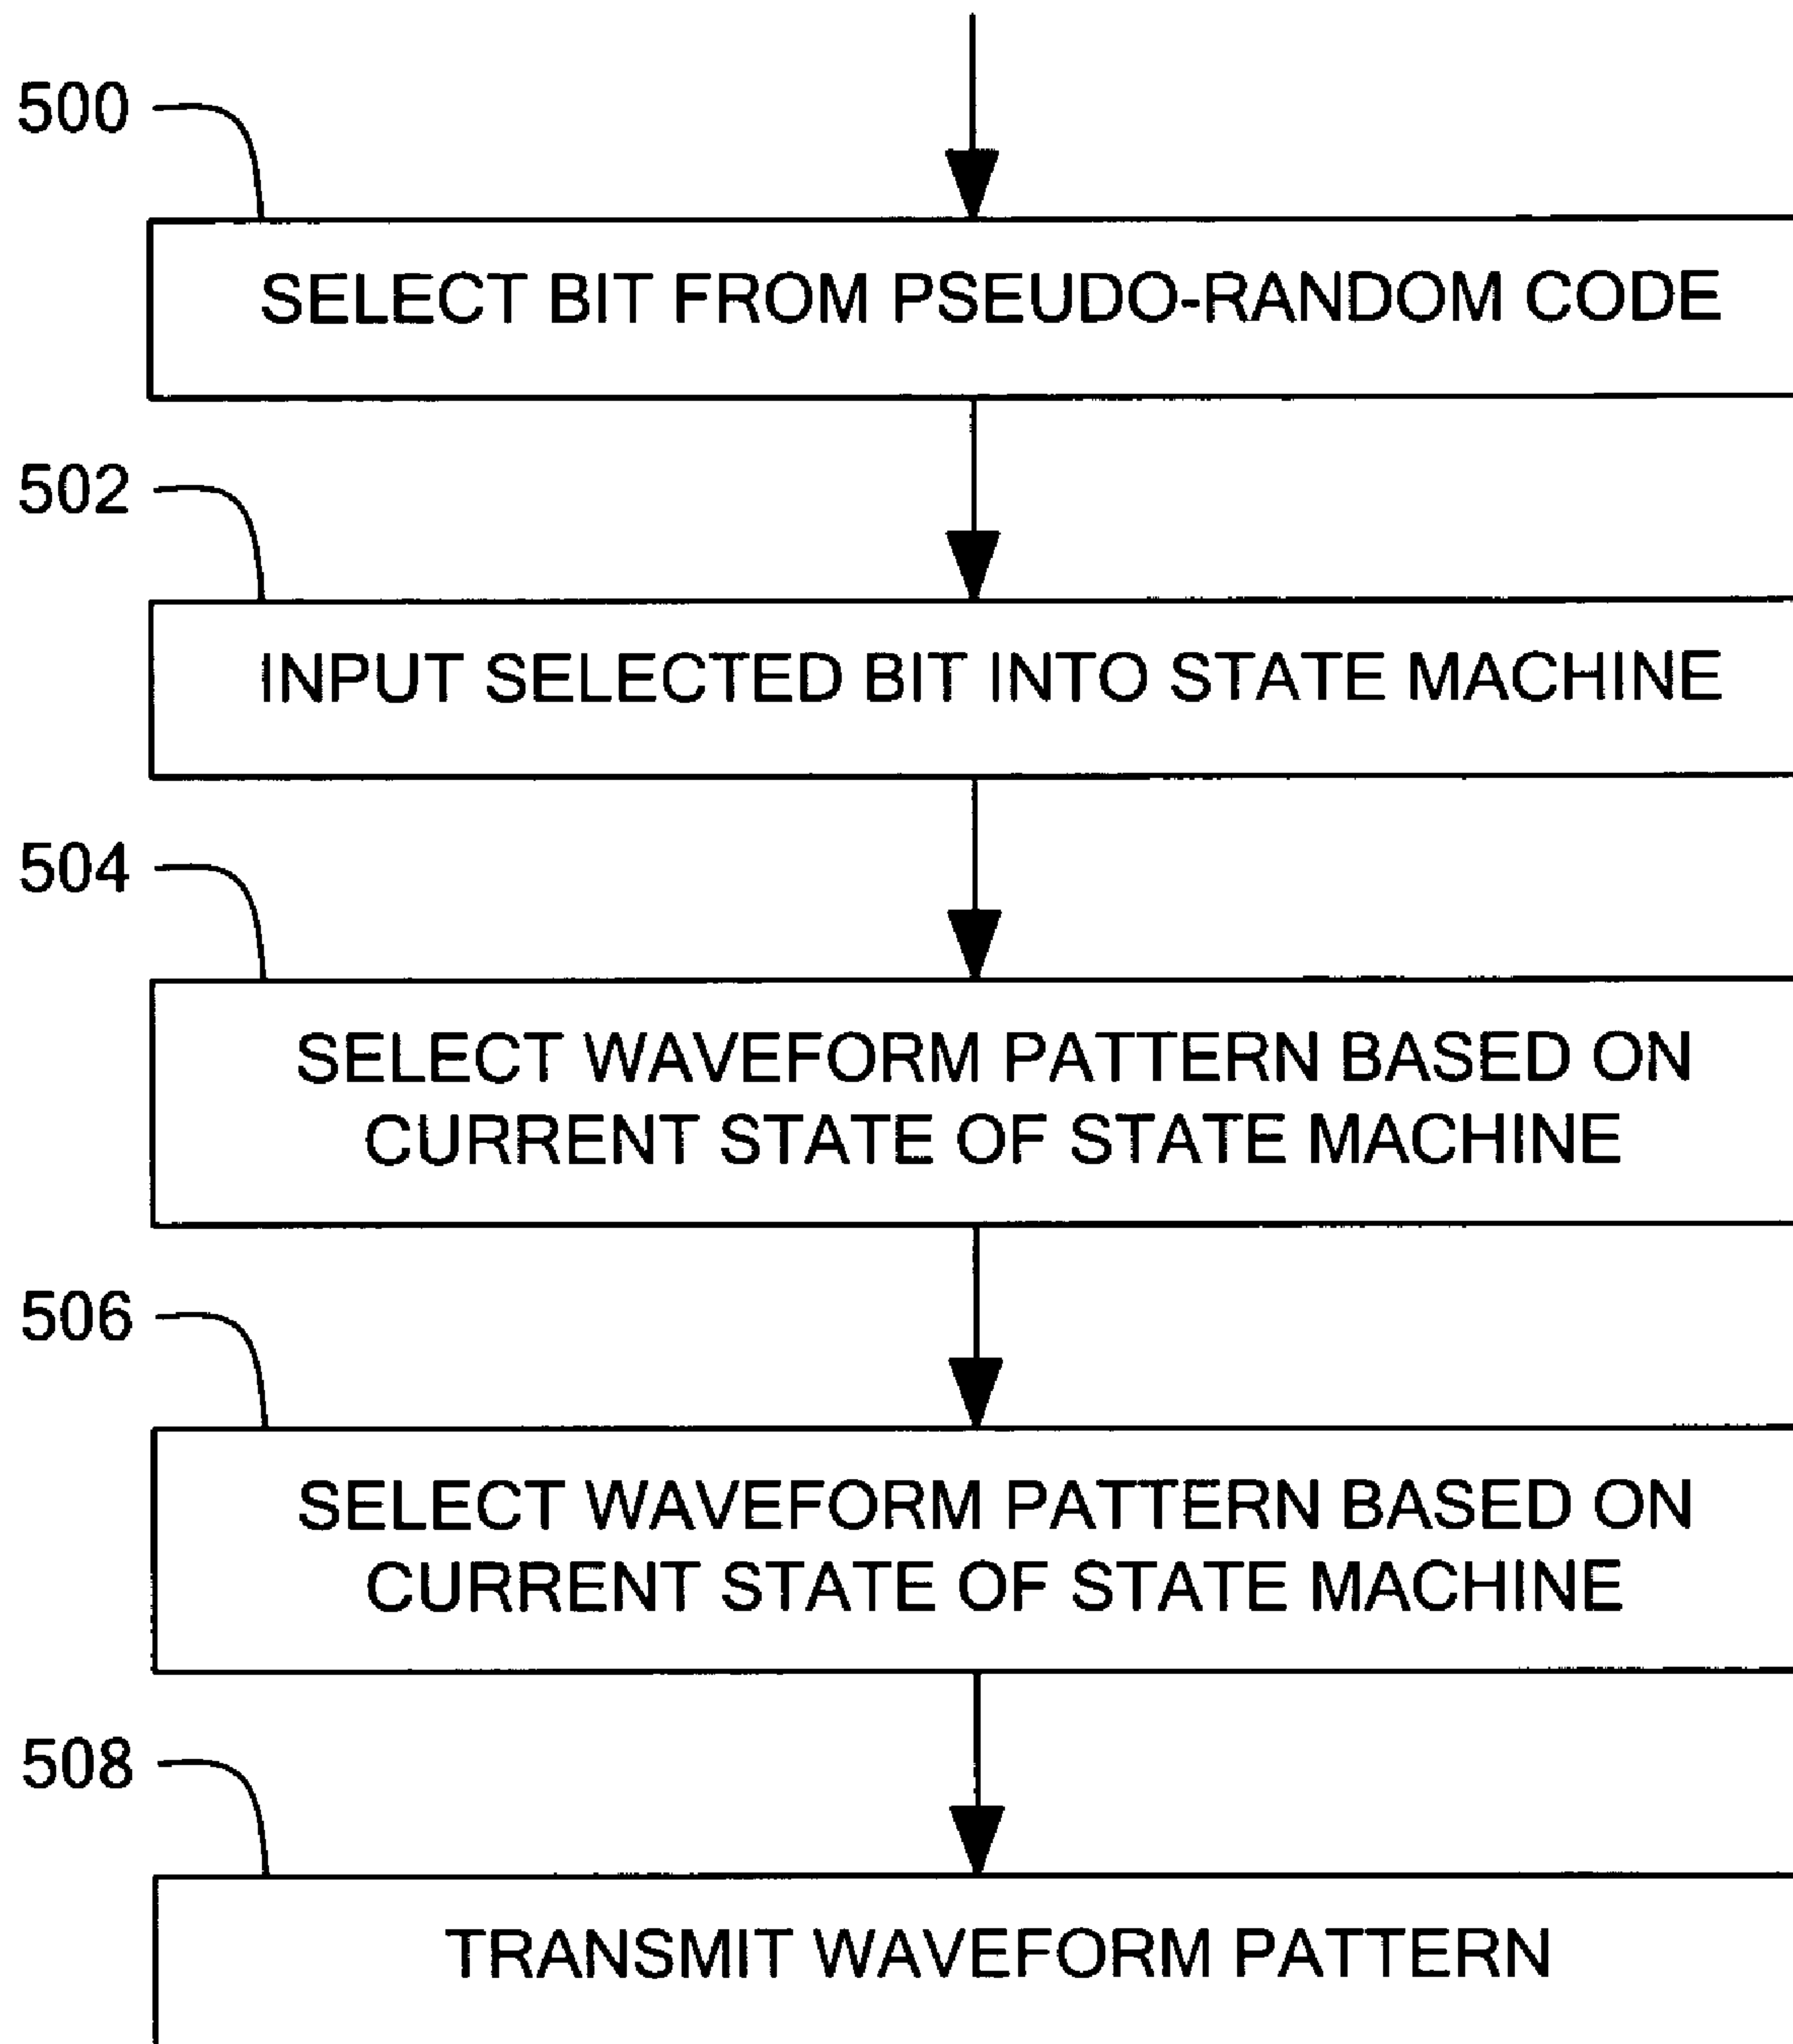 500
SELECT BIT FROM PSEUDO-RANDOM CODE
502
INPUT SELECTED BIT INTO STATE MACHINE
504
SELECT WAVEFORM PATTERN BASED ON
CURRENT STATE OF STATE MACHINE
506
SELECT WAVEFORM PATTERN BASED ON
CURRENT STATE OF STATE MACHINE
508
TRANSMIT WAVEFORM PATTERN